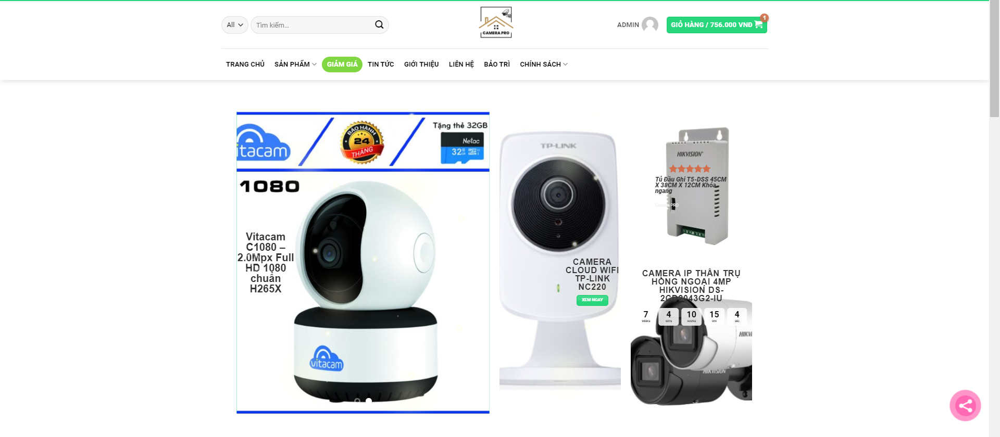 All
Tìm kiếm...
CAMERA PRO
ADMIN
GIỎ HÀNG / 756.000 VNĐ
1
TRANG CHỦ
SẢN PHẨM
GIẢM GIÁ
TIN TỨC
GIỚI THIỆU
LIÊN HỆ
BẢO TRÌ
CHÍNH SÁCH
itacam
BẢO HÀNH
24
THÁNG
Tặng thẻ 32GB
Netac
32GB
1080
Vitacam
C1080 –
2.0Mpx Full
HD 1080
chuẩn
H265X
vitacam
TP-LINK
CAMERA
CLOUD WIFI
TP-LINK
NC220
XEM NGAY
HIKVISION
Tủ Đầu Ghi T5-DSS 45CM
X 38CM X 12CM Khóa
ngang
Camera PRO
CAMERA IP THÂN TRỤ
HỒNG NGOẠI 4MP
HIKVISION DS-
2CD2043G2-IU
7
WEEKS
4
DAYS
10
HOURS
15
MIN
4
SEC
HIKVI
HIKVISION